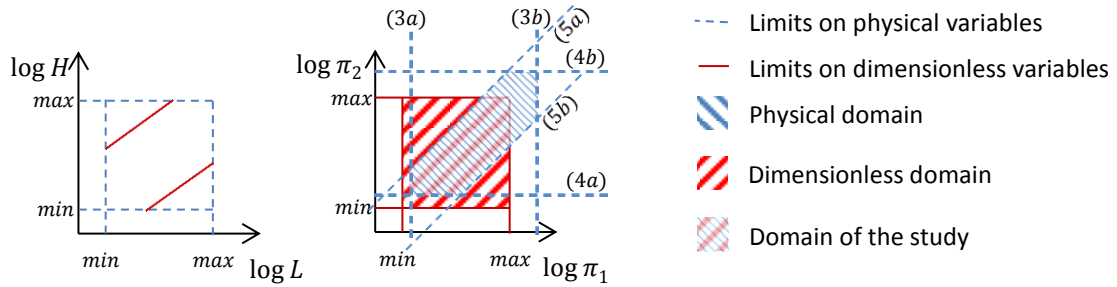 log H
max
min
min
max
log L
(3a)
(3b)
(5a)
(4b)
log π₂
max
(5b)
(4a)
min
min
max
log π₁
Limits on physical variables
Limits on dimensionless variables
Physical domain
Dimensionless domain
Domain of the study